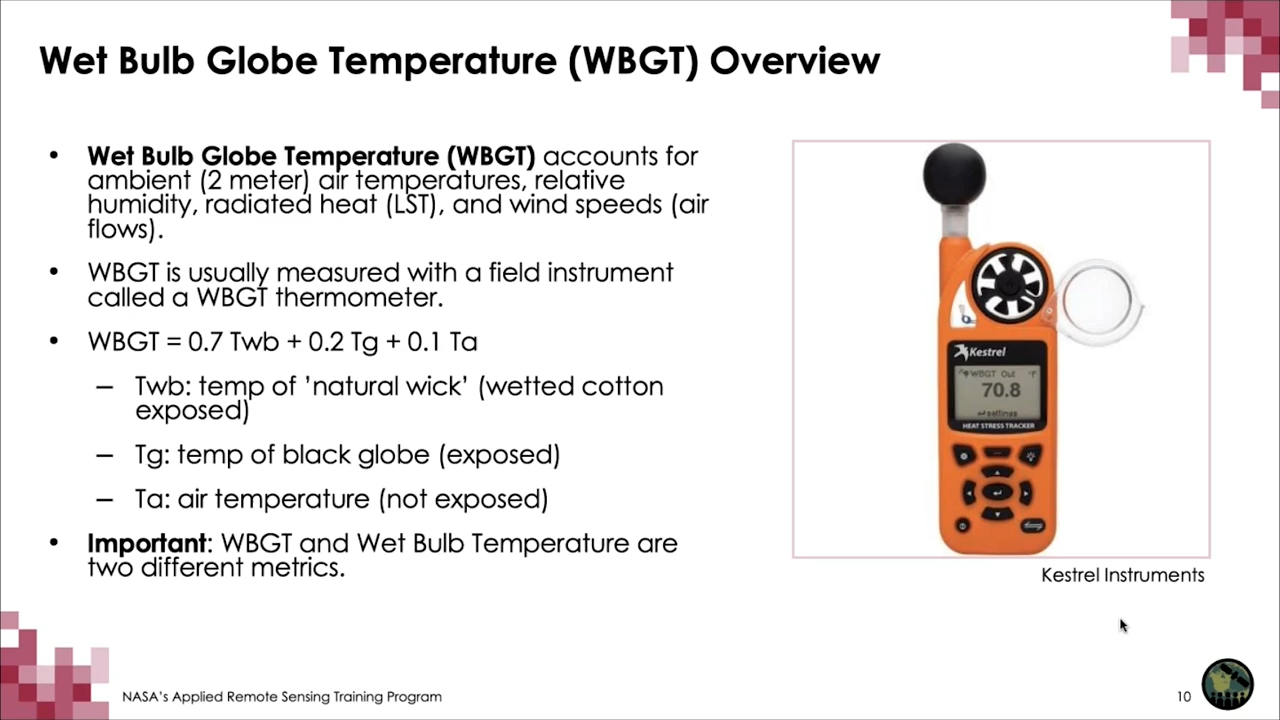 Wet Bulb Globe Temperature (WBGT) Overview
• Wet Bulb Globe Temperature (WBGT) accounts for
ambient (2 meter) air temperatures, relative
humidity, radiated heat (LST), and wind speeds (air
flows).
• WBGT is usually measured with a field instrument
called a WBGT thermometer.
• WBGT = 0.7 Twb + 0.2 Tg + 0.1 Ta
– Twb: temp of ’natural wick’ (wetted cotton
exposed)
– Tg: temp of black globe (exposed)
– Ta: air temperature (not exposed)
• Important: WBGT and Wet Bulb Temperature are
two different metrics.
Kestrel
WBGT Out °F
70.8
settings
HEAT STRESS TRACKER
Kestrel Instruments
NASA’s Applied Remote Sensing Training Program
10